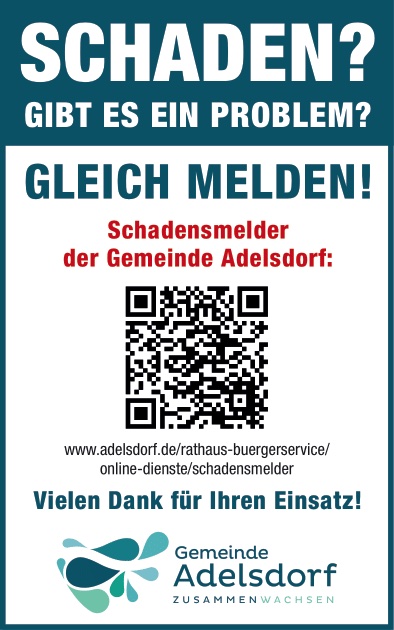 SCHADEN?
GIBT ES EIN PROBLEM?
GLEICH MELDEN!
Schadensmelder
der Gemeinde Adelsdorf:
www.adelsdorf.de/rathaus-buergerservice/
online-dienste/schadensmelder
Vielen Dank für Ihren Einsatz!
Gemeinde
Adelsdorf
ZUSAMMENWACHSEN